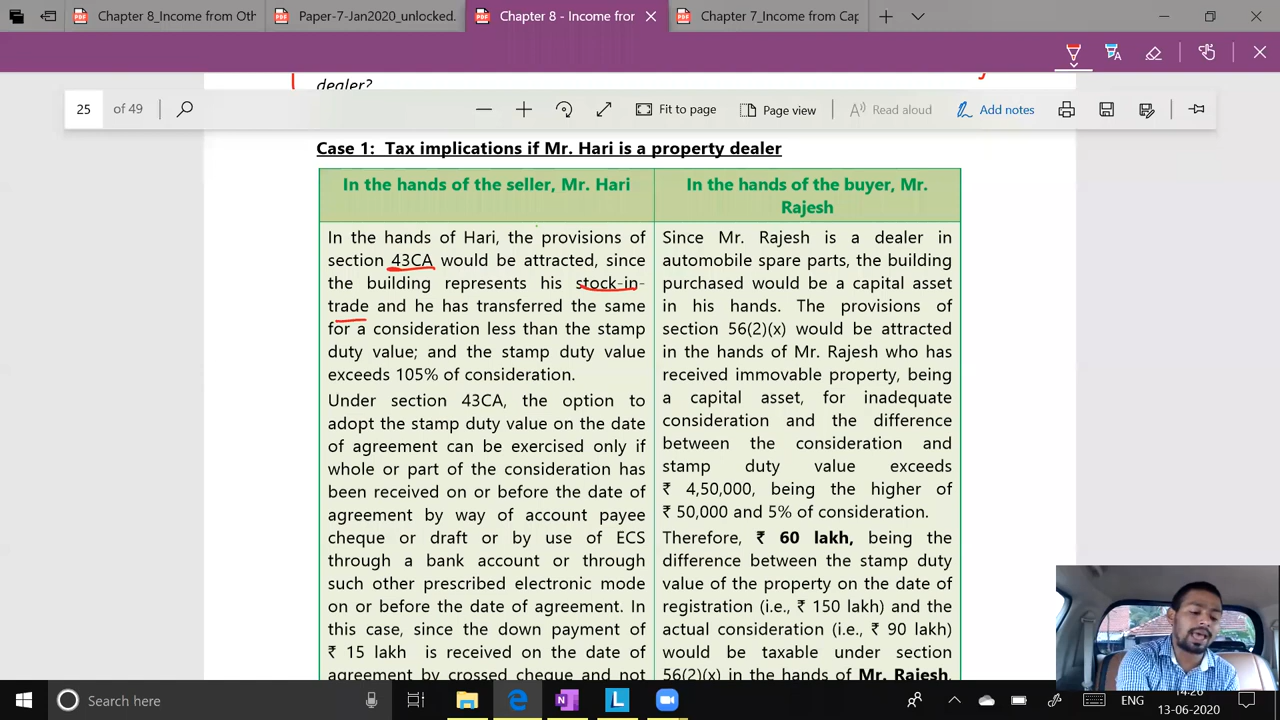 Chapter 8_Income from Oth
Paper-7-Jan2020_unlocked.
Chapter 8 - Income fror
Chapter 7_Income from Cap
dealer?
25 of 49
Fit to page
Page view
Read aloud
Add notes
Case 1: Tax implications if Mr. Hari is a property dealer
In the hands of the seller, Mr. Hari
In the hands of Hari, the provisions of
section 43CA would be attracted, since
the building represents his stock-in-
trade and he has transferred the same
for a consideration less than the stamp
duty value; and the stamp duty value
exceeds 105% of consideration.
Under section 43CA, the option to
adopt the stamp duty value on the date
of agreement can be exercised only if
whole or part of the consideration has
been received on or before the date of
agreement by way of account payee
cheque or draft or by use of ECS
through a bank account or through
such other prescribed electronic mode
on or before the date of agreement. In
this case, since the down payment of
₹ 15 lakh is received on the date of
agreement by crossed cheque and not
In the hands of the buyer, Mr.
Rajesh
Since Mr. Rajesh is a dealer in
automobile spare parts, the building
purchased would be a capital asset
in his hands. The provisions of
section 56(2)(x) would be attracted
in the hands of Mr. Rajesh who has
received immovable property, being
a capital asset, for inadequate
consideration and the difference
between the consideration and
stamp duty value exceeds
₹ 4,50,000, being the higher of
₹ 50,000 and 5% of consideration.
Therefore, ₹ 60 lakh, being the
difference between the stamp duty
value of the property on the date of
registration (i.e., ₹ 150 lakh) and the
actual consideration (i.e., ₹ 90 lakh)
would be taxable under section
56(2)(x) in the hands of Mr. Rajesh.
Search here
ENG
13-06-2020